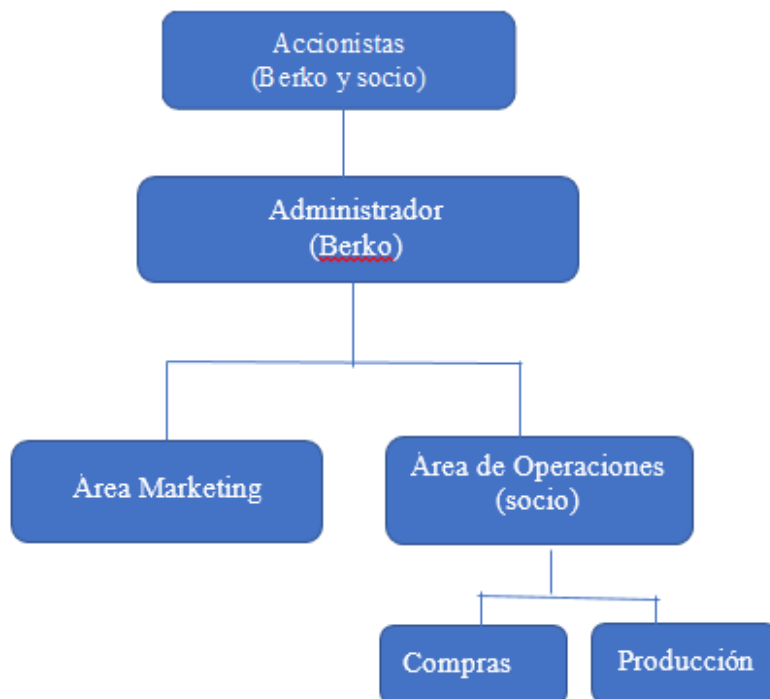 Accionistas
(Berko y socio)
Administrador
(Berko)
Área Marketing
Área de Operaciones
(socio)
Compras
Producción